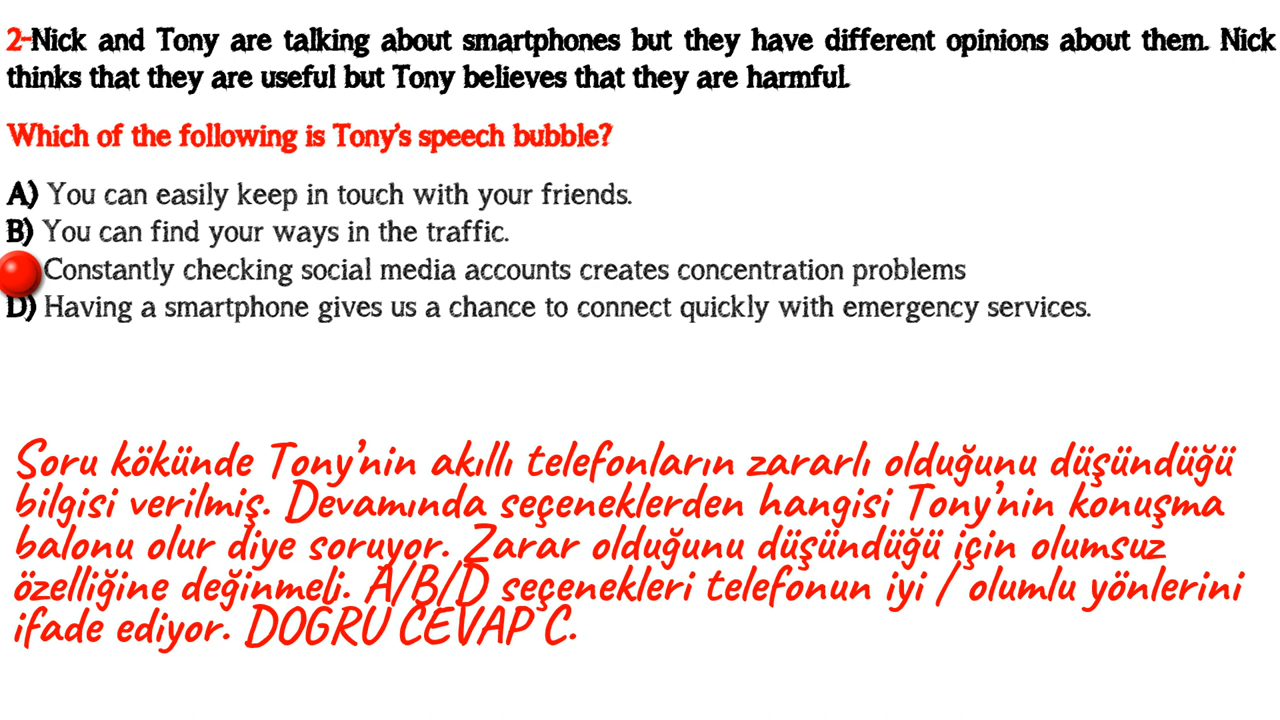 2-Nick and Tony are talking about smartphones but they have different opinions about them. Nick
thinks that they are useful but Tony believes that they are harmful.
Which of the following is Tony's speech bubble?
A) You can easily keep in touch with your friends.
B) You can find your ways in the traffic.
Constantly checking social media accounts creates concentration problems
D) Having a smartphone gives us a chance to connect quickly with emergency services.
Soru kökünde Tony'nin akıllı telefonların zararlı olduğunu düşündüğü
bilgisi verilmiş. Devamında seçeneklerden hangisi Tony'nin konuşma
balonu olur diye soruyor. Zarar olduğunu düşündüğü için olumsuz
özelliğine değinmeli. A/B/D seçenekleri telefonun iyi / olumlu yönlerini
ifade ediyor. DOĞRU CEVAP C.